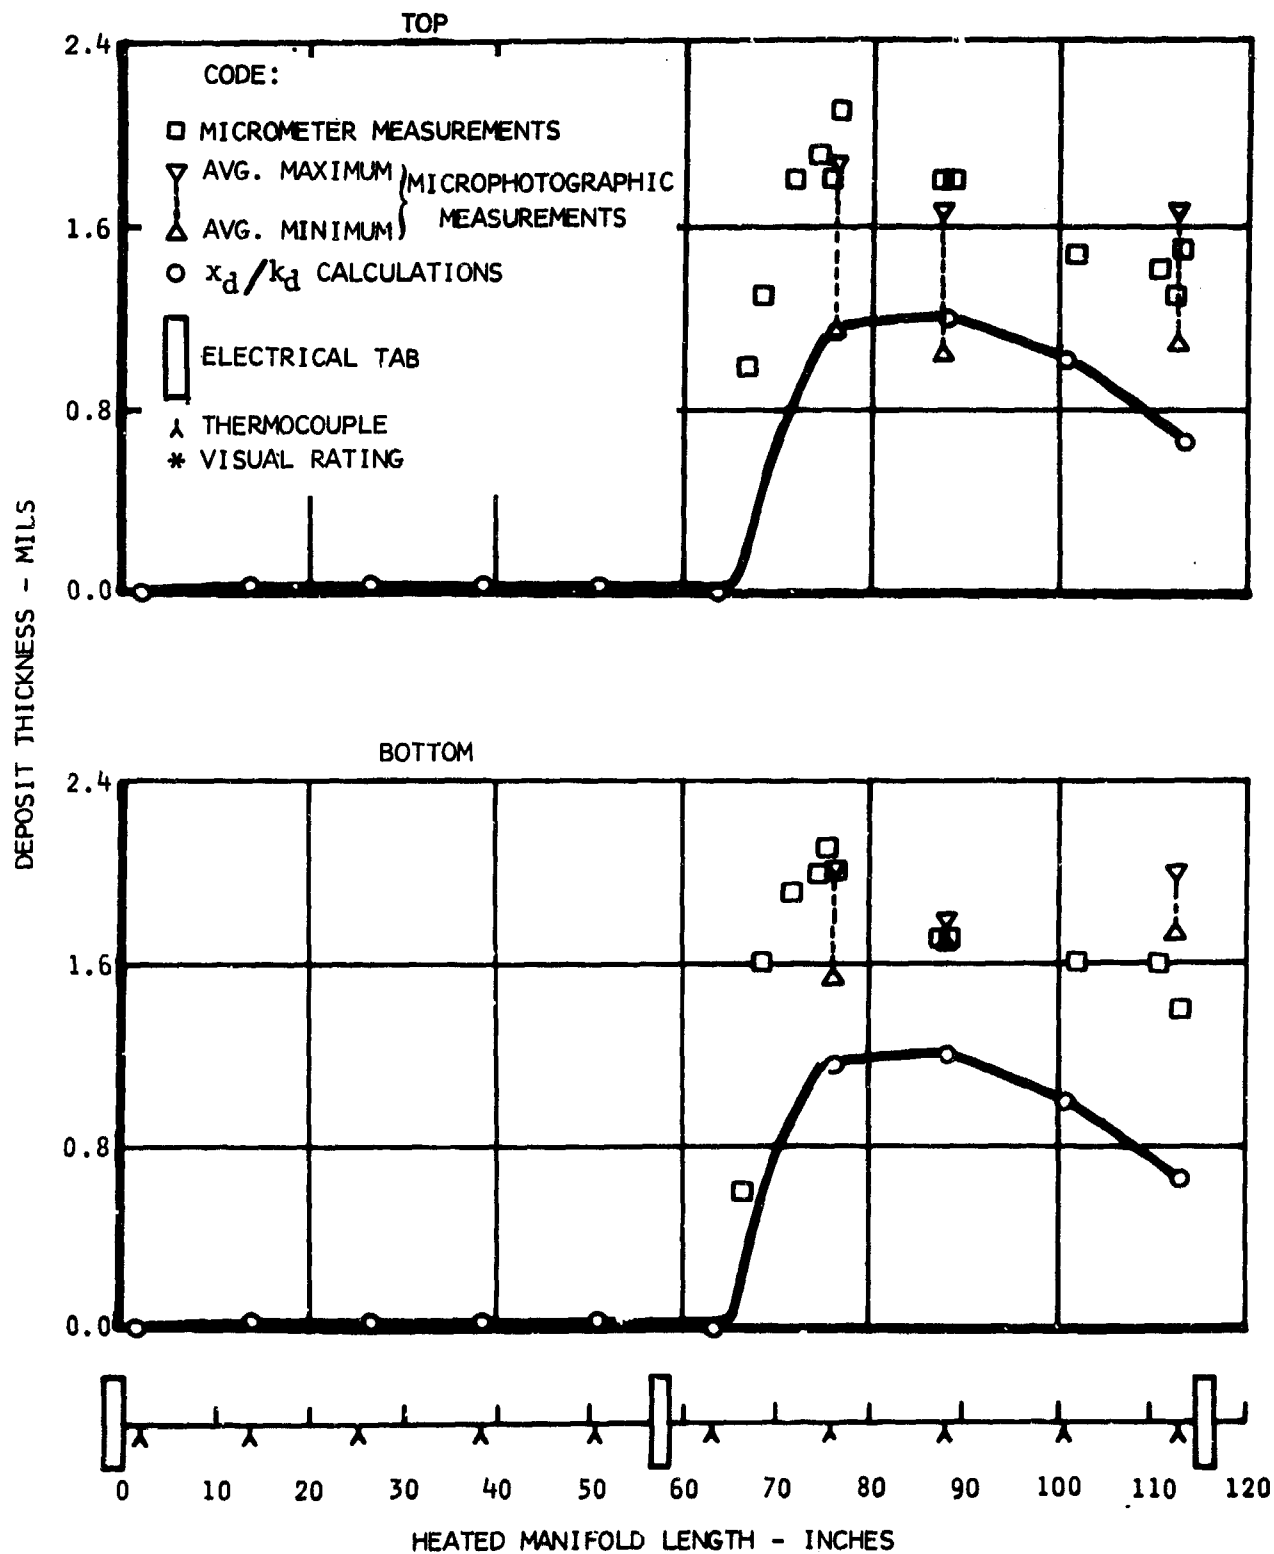 TOP
2.4
CODE:
MICROMETER MEASUREMENTS
AVG. MAXIMUM
MICROPHOTOGRAPHIC
MEASUREMENTS
1.6
AVG. MINIMUM
xd/kd CALCULATIONS
ELECTRICAL TAB
0.8
THERMOCOUPLE
VISUAL RATING
0.0
DEPOSIT THICKNESS - MILS
BOTTOM
2.4
1.6
0.8
0.0
0 10 20 30 40 50 60 70 80 90 100 110 120
HEATED MANIFOLD LENGTH - INCHES